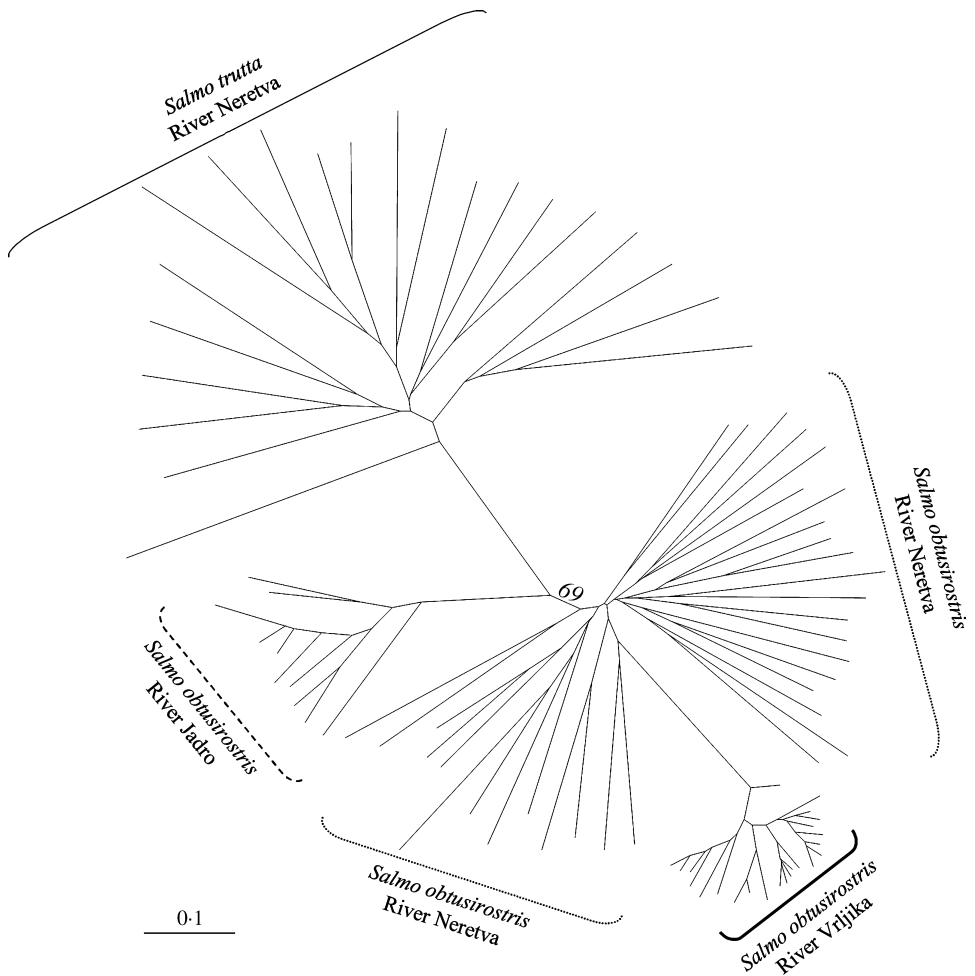 Salmo trutta
River Neretva
Salmo obtusirostris
River Neretva
69
Salmo obtusirostris
River Jadro
Salmo obtusirostris
River Neretva
Salmo obtusirostris
River Vrljika
0·1